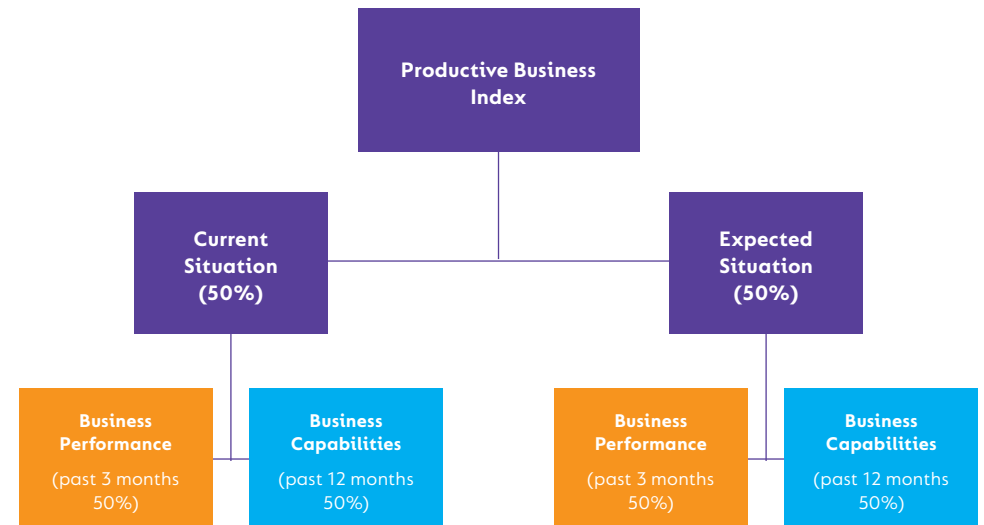 Productive Business
Index
Current
Situation
(50%)
Expected
Situation
(50%)
Business
Performance
(past 3 months
50%)
Business
Capabilities
(past 12 months
50%)
Business
Performance
(past 3 months
50%)
Business
Capabilities
(past 12 months
50%)